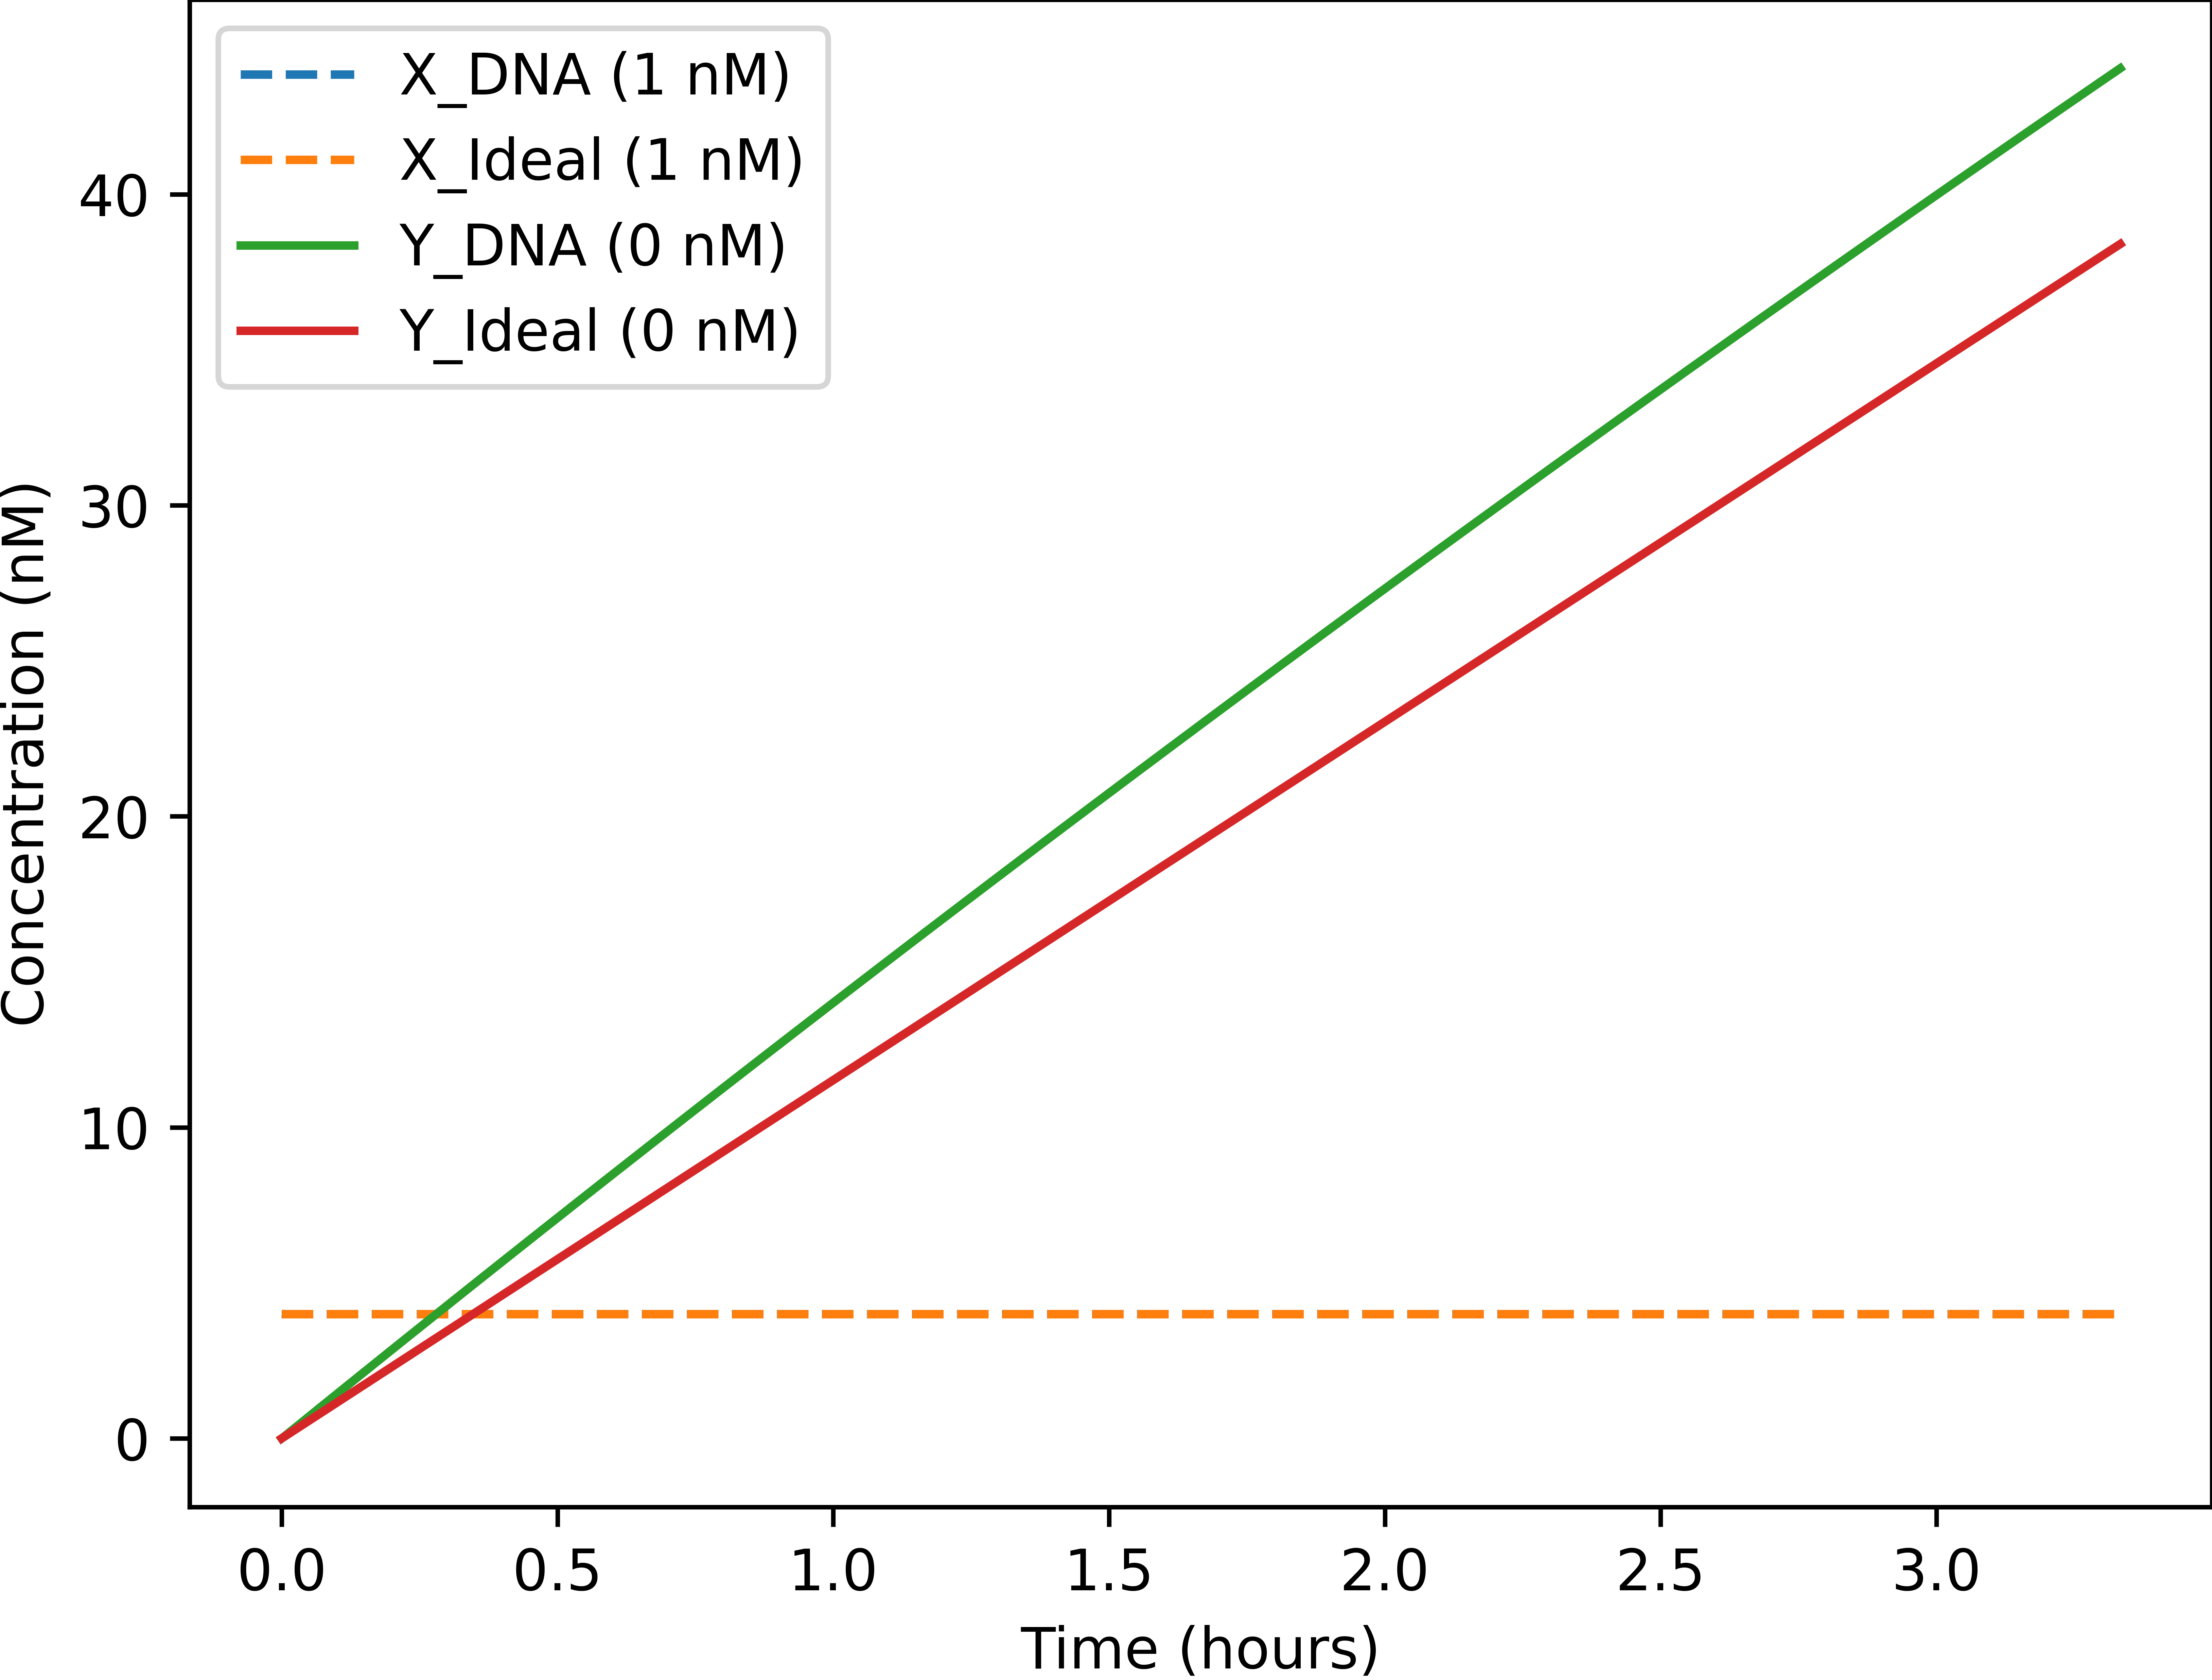 X_DNA (1 nM)
X_Ideal (1 nM)
Y_DNA (0 nM)
Y_Ideal (0 nM)
Concentration (nM)
40
30
20
10
0
0.0 0.5 1.0 1.5 2.0 2.5 3.0
Time (hours)